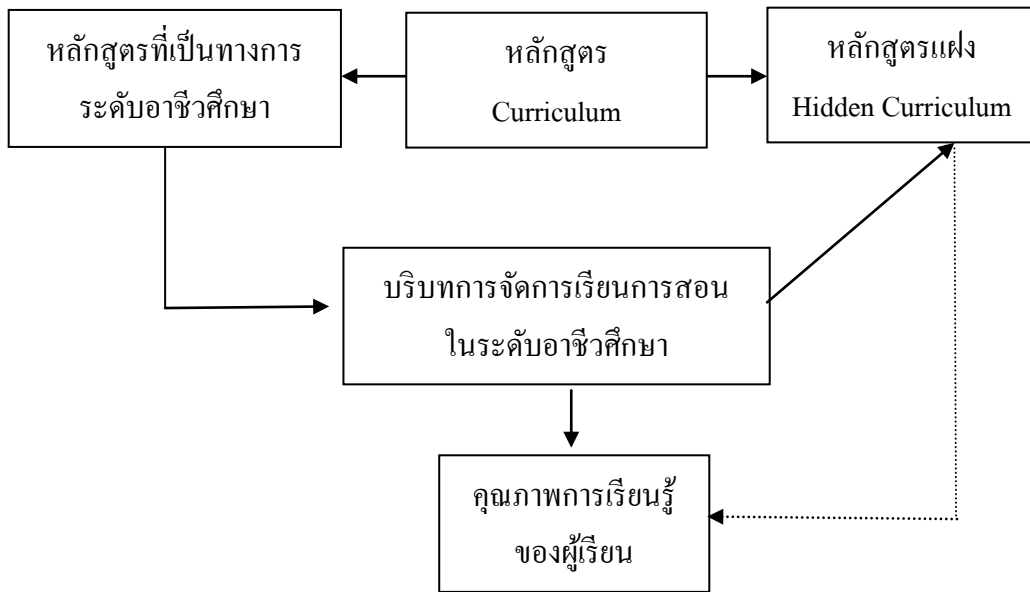 หลักสูตรที่เป็นทางการ
ระดับอาชีวศึกษา
หลักสูตร
Curriculum
หลักสูตรแฝง
Hidden Curriculum
บริบทการจัดการเรียนการสอน
ในระดับอาชีวศึกษา
คุณภาพการเรียนรู้
ของผู้เรียน